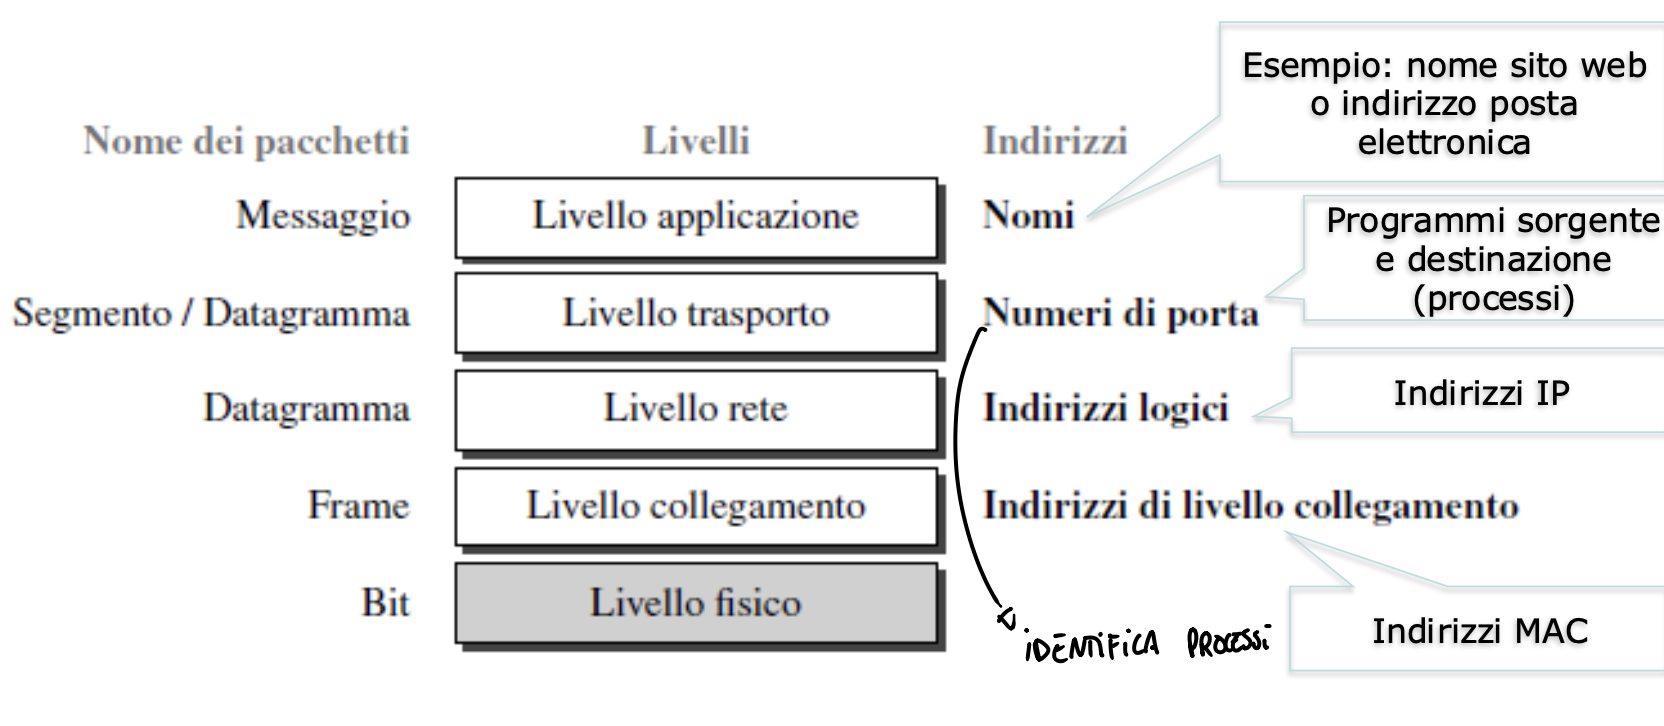 Esempio: nome sito web
o indirizzo posta
elettronica
Nome dei pacchetti Livelli Indirizzi
Messaggio Livello applicazione Nomi
Programmi sorgente
e destinazione
(processi)
Segmento / Datagramma Livello trasporto Numeri di porta
Datagramma Livello rete Indirizzi logici
Indirizzi IP
Frame Livello collegamento Indirizzi di livello collegamento
Bit Livello fisico
Indirizzi MAC
IDENTIFICA PROCESSI